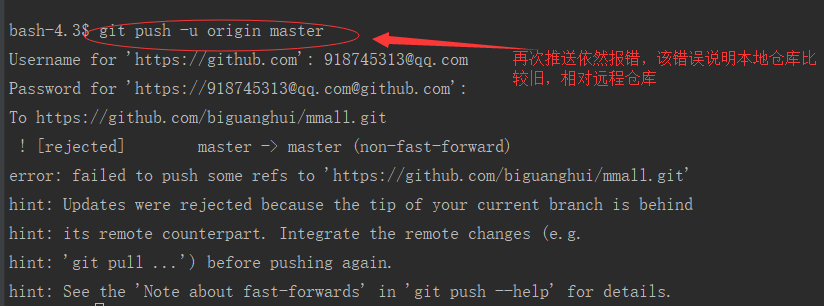 bash-4.3$ git push -u origin master
Username for 'https://github.com': 918745313@qq.com
Password for 'https://918745313@qq.com@github.com':
To https://github.com/biguanghui/mmall.git
! [rejected] master -> master (non-fast-forward)
error: failed to push some refs to 'https://github.com/biguanghui/mmall.git'
hint: Updates were rejected because the tip of your current branch is behind
hint: its remote counterpart. Integrate the remote changes (e.g.
hint: 'git pull ...') before pushing again.
hint: See the 'Note about fast-forwards' in 'git push --help' for details.
再次推送依然报错，该错误说明本地仓库比
较旧，相对远程仓库